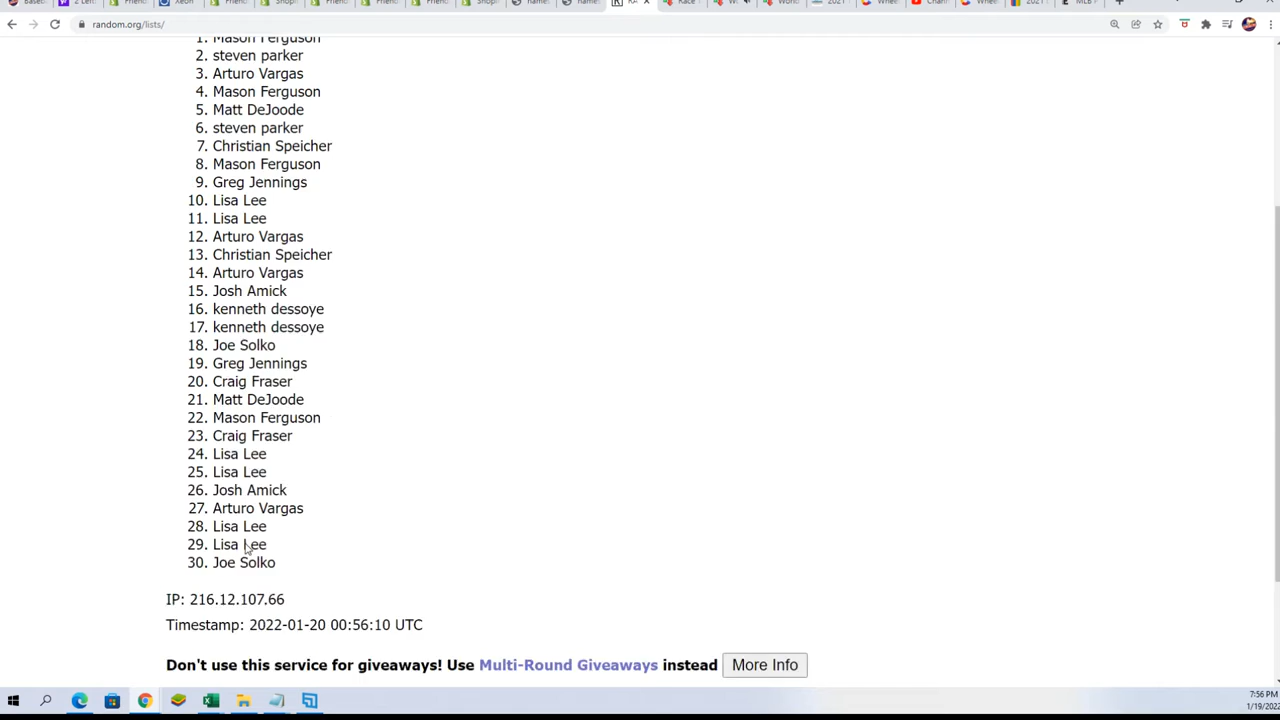 random.org/lists/
1. Mason Ferguson
2. steven parker
3. Arturo Vargas
4. Mason Ferguson
5. Matt DeJoode
6. steven parker
7. Christian Speicher
8. Mason Ferguson
9. Greg Jennings
10. Lisa Lee
11. Lisa Lee
12. Arturo Vargas
13. Christian Speicher
14. Arturo Vargas
15. Josh Amick
16. kenneth dessoye
17. kenneth dessoye
18. Joe Solko
19. Greg Jennings
20. Craig Fraser
21. Matt DeJoode
22. Mason Ferguson
23. Craig Fraser
24. Lisa Lee
25. Lisa Lee
26. Josh Amick
27. Arturo Vargas
28. Lisa Lee
29. Lisa Lee
30. Joe Solko
IP: 216.12.107.66
Timestamp: 2022-01-20 00:56:10 UTC
Don't use this service for giveaways! Use Multi-Round Giveaways instead More Info
7:56 PM